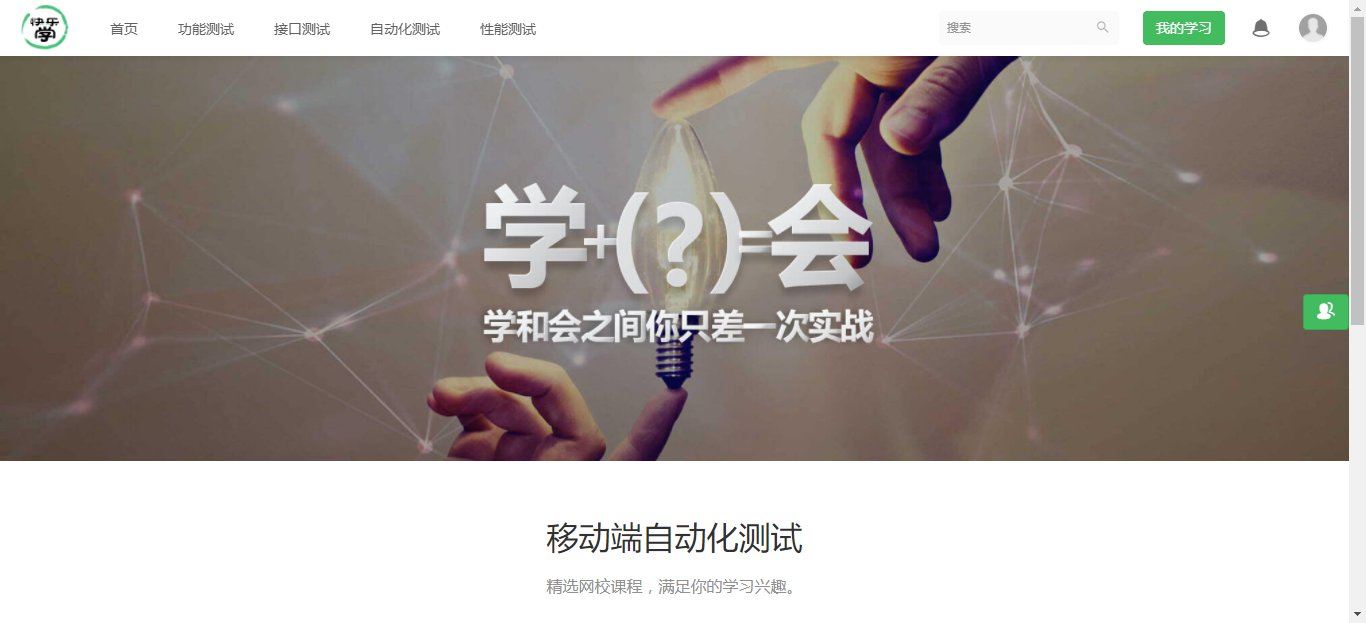 快乐
学
首页 功能测试 接口测试 自动化测试 性能测试 搜索 我的学习
学+(?)=会
学和会之间你只差一次实战
移动端自动化测试
精选网校课程，满足你的学习兴趣。